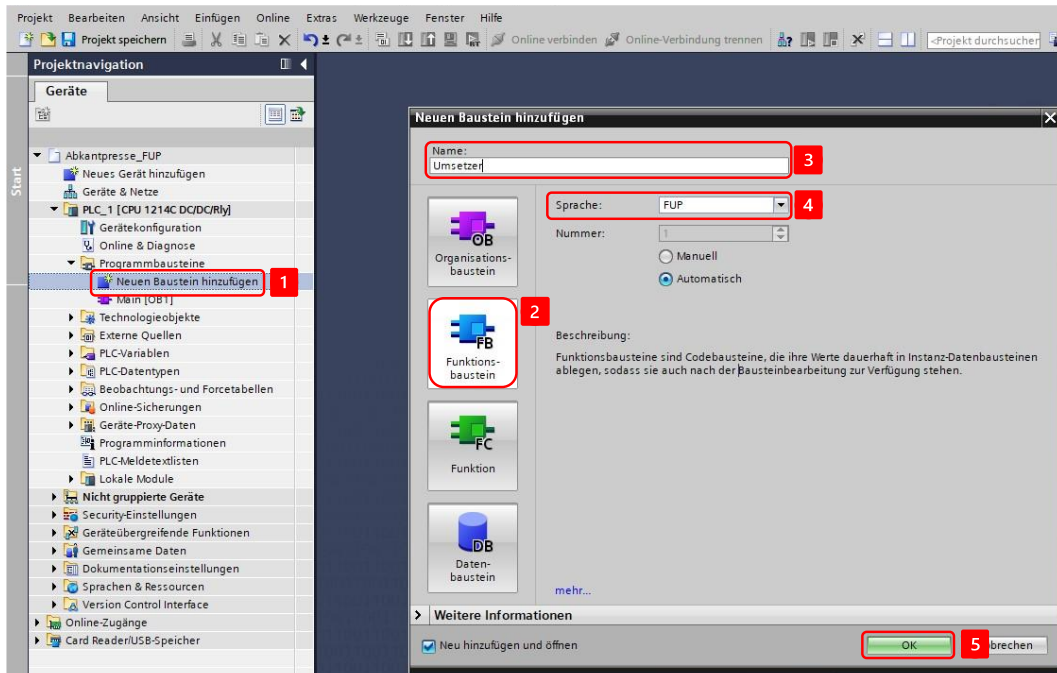 Projekt Bearbeiten Ansicht Einfügen Online Extras Werkzeuge Fenster Hilfe
Projekt speichern Online verbinden Online-Verbindung trennen <Projekt durchsucher
Projektnavigation
Geräte
Start
Abkantpresse_FUP
Neues Gerät hinzufügen
Geräte & Netze
PLC_1 [CPU 1214C DC/DC/Rly]
Gerätekonfiguration
Online & Diagnose
Programmbausteine
Neuen Baustein hinzufügen
1
Main [OB1]
Technologieobjekte
Externe Quellen
PLC-Variablen
PLC-Datentypen
Beobachtungs- und Forcetabellen
Online-Sicherungen
Geräte-Proxy-Daten
Programminformationen
PLC-Meldetextlisten
Lokale Module
Nicht gruppierte Geräte
Security-Einstellungen
Geräteübergreifende Funktionen
Gemeinsame Daten
Dokumentationseinstellungen
Sprachen & Ressourcen
Version Control Interface
Online-Zugänge
Card Reader/USB-Speicher
Neuen Baustein hinzufügen
Name:
Umsetzer
3
OB
Organisations-
baustein
2
FB
Funktions-
baustein
FC
Funktion
DB
Daten-
baustein
Sprache: FUP
4
Nummer: 1
Manuell
Automatisch
Beschreibung:
Funktionsbausteine sind Codebausteine, die ihre Werte dauerhaft in Instanz-Datenbausteinen
ablegen, sodass sie auch nach der Bausteinbearbeitung zur Verfügung stehen.
mehr...
Weitere Informationen
Neu hinzufügen und öffnen
OK
5
brechen